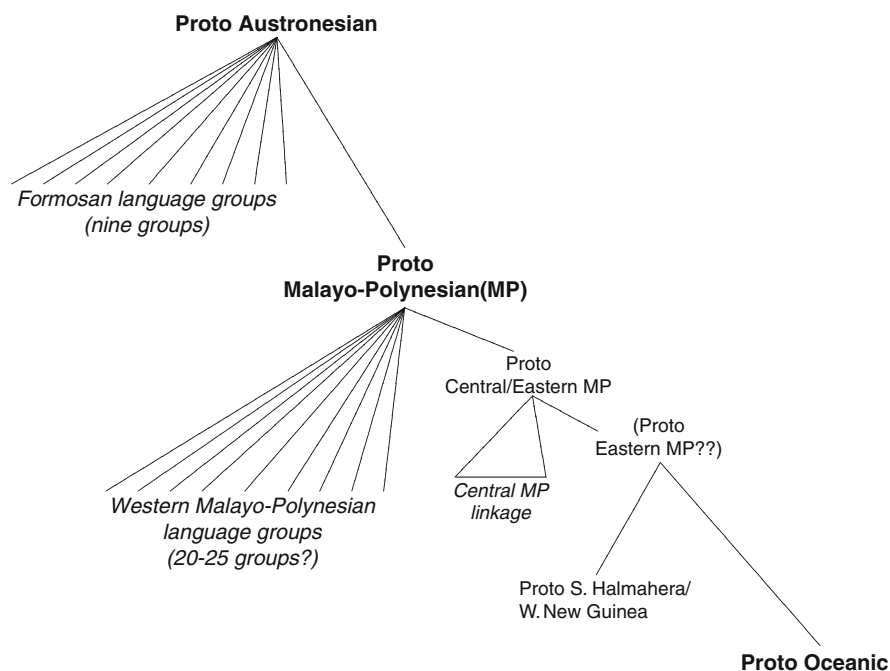 Proto Austronesian
Formosan language groups
(nine groups)
Proto
Malayo-Polynesian(MP)
Proto
Central/Eastern MP
(Proto
Eastern MP??)
Western Malayo-Polynesian
language groups
(20-25 groups?)
Central MP
linkage
Proto S. Halmahera/
W. New Guinea
Proto Oceanic